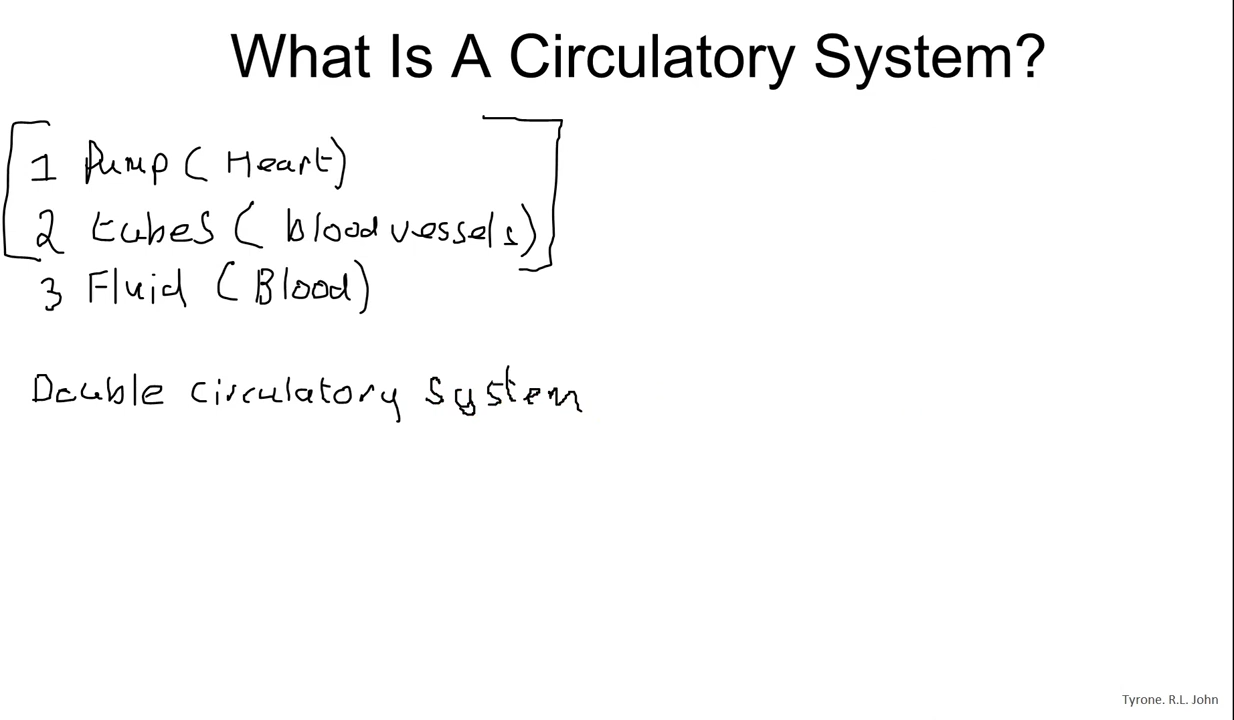 What Is A Circulatory System?
1 Pump (Heart)
2 tubes (blood vessels)
3 Fluid (Blood)
Double circulatory system
Tyrone. R.L. John